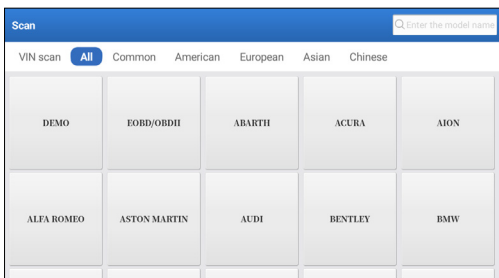 Scan
Enter the model name
VIN scan All Common American European Asian Chinese
DEMO EOBD/OBDII ABARTH ACURA AION
ALFA ROMEO ASTON MARTIN AUDI BENTLEY BMW